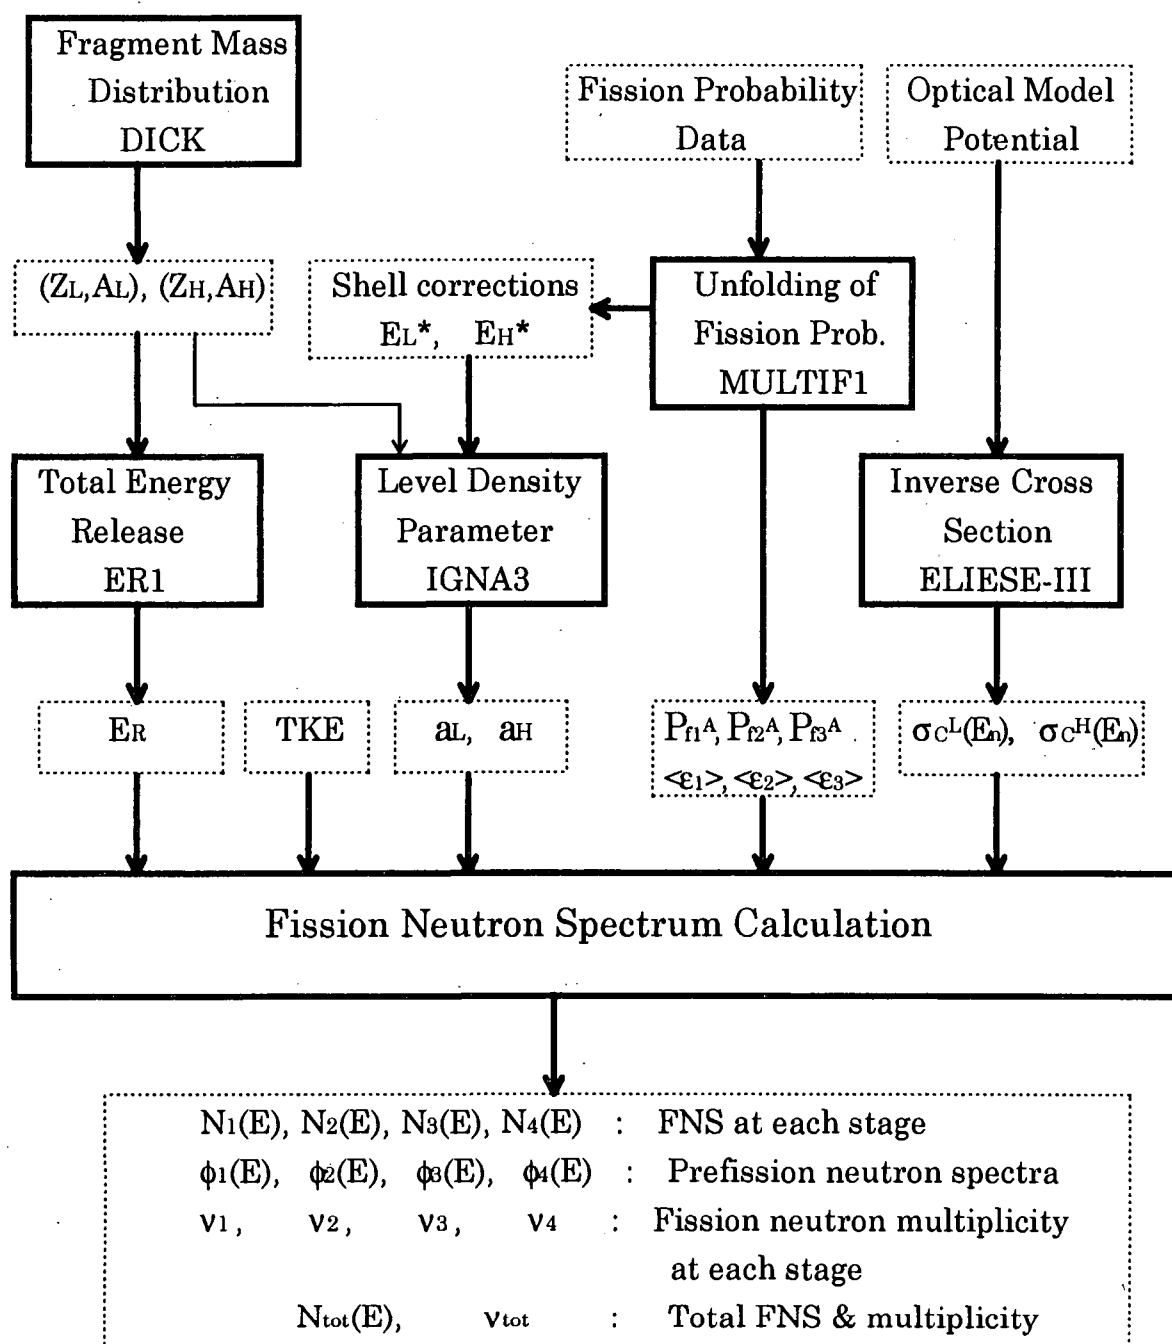 Fragment Mass
Distribution
DICK
Fission Probability
Data
Optical Model
Potential
(ZL,AL), (ZH,AH)
Shell corrections
EL*, EH*
Unfolding of
Fission Prob.
MULTIF1
Total Energy
Release
ER1
Level Density
Parameter
IGNA3
Inverse Cross
Section
ELIESE-III
ER
TKE
aL, aH
Pf1A, Pf2A, Pf3A
<ε1>, <ε2>, <ε3>
σCL(En), σCH(En)
Fission Neutron Spectrum Calculation
N1(E), N2(E), N3(E), N4(E) : FNS at each stage
ϕ1(E), ϕ2(E), ϕ3(E), ϕ4(E) : Prefission neutron spectra
ν1, ν2, ν3, ν4 : Fission neutron multiplicity
at each stage
Ntot(E), νtot : Total FNS & multiplicity